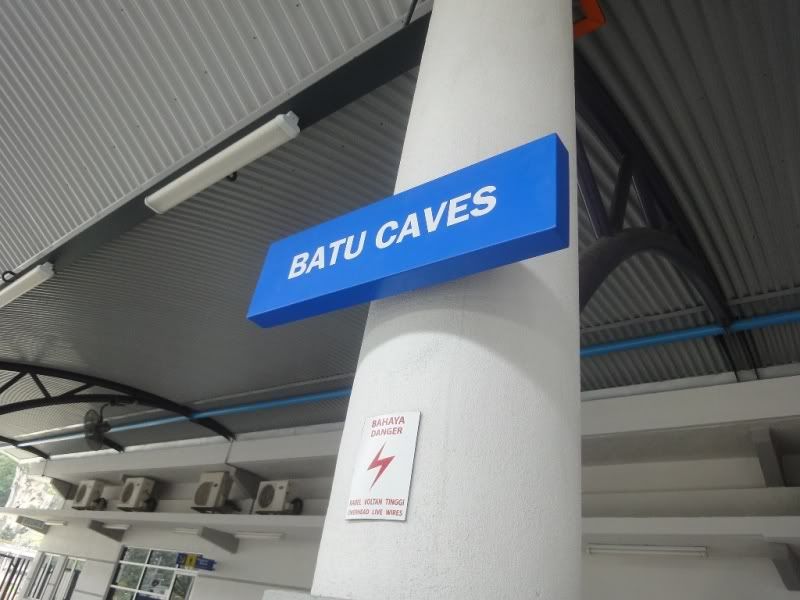 BATU CAVES
BAHAYA
DANGER
KABEL VOLTAN TINGGI
OVERHEAD LIVE WIRES